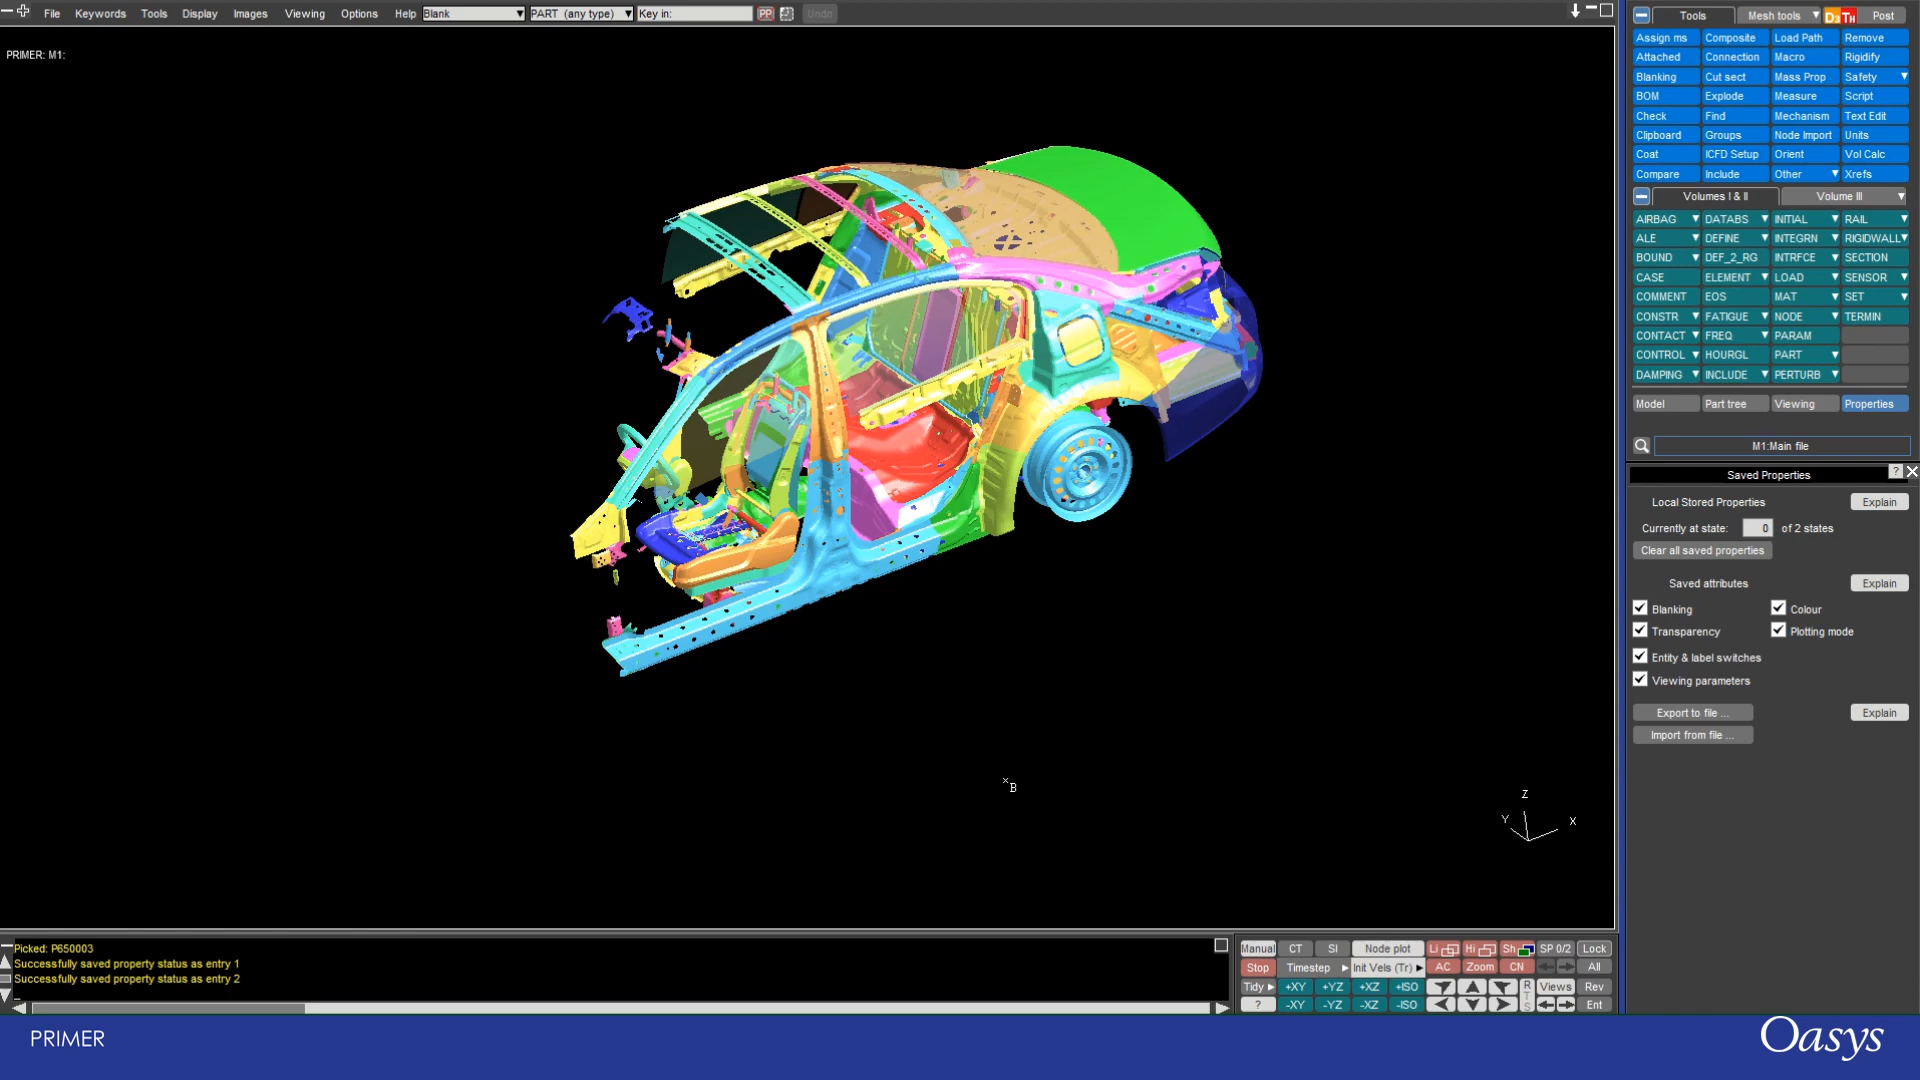 File Keywords Tools Display Images Viewing Options Help Blank PART (any type) Key in: PP Undo
PRIMER: M1:
B
Z
Y X
Tools Mesh tools D3 TH Post
Assign ms Composite Load Path Remove
Attached Connection Macro Rigidify
Blanking Cut sect Mass Prop Safety
BOM Explode Measure Script
Check Find Mechanism Text Edit
Clipboard Groups Node Import Units
Coat ICFD Setup Orient Vol Calc
Compare Include Other Xrefs
Volumes I & II Volume III
AIRBAG DATABS INITIAL RAIL
ALE DEFINE INTEGRN RIGIDWALL
BOUND DEF_2_RG INTRFCE SECTION
CASE ELEMENT LOAD SENSOR
COMMENT EOS MAT SET
CONSTR FATIGUE NODE TERMIN
CONTACT FREQ PARAM
CONTROL HOURGL PART
DAMPING INCLUDE PERTURB
Model Part tree Viewing Properties
M1:Main file
Saved Properties ?
Local Stored Properties Explain
Currently at state: 0 of 2 states
Clear all saved properties
Saved attributes Explain
Blanking Colour
Transparency Plotting mode
Entity & label switches
Viewing parameters
Export to file ... Explain
Import from file ...
Picked: P650003
Successfully saved property status as entry 1
Successfully saved property status as entry 2
Manual CT SI Node plot Li Hi Sh SP 0/2 Lock
Stop Timestep Init Vels (Tr) AC Zoom CN All
Tidy +XY +YZ +XZ +ISO R Views Rev
? -XY -YZ -XZ -ISO T S Ent
PRIMER
Oasys